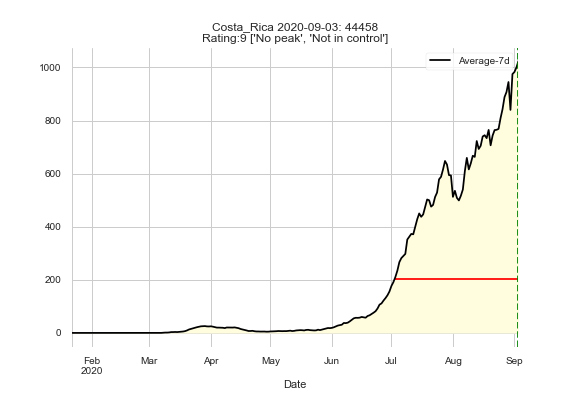 Costa_Rica 2020-09-03: 44458
Rating:9 ['No peak', 'Not in control']
Average-7d
1000
800
600
400
200
0
Feb Mar Apr May Jun Jul Aug Sep
2020
Date